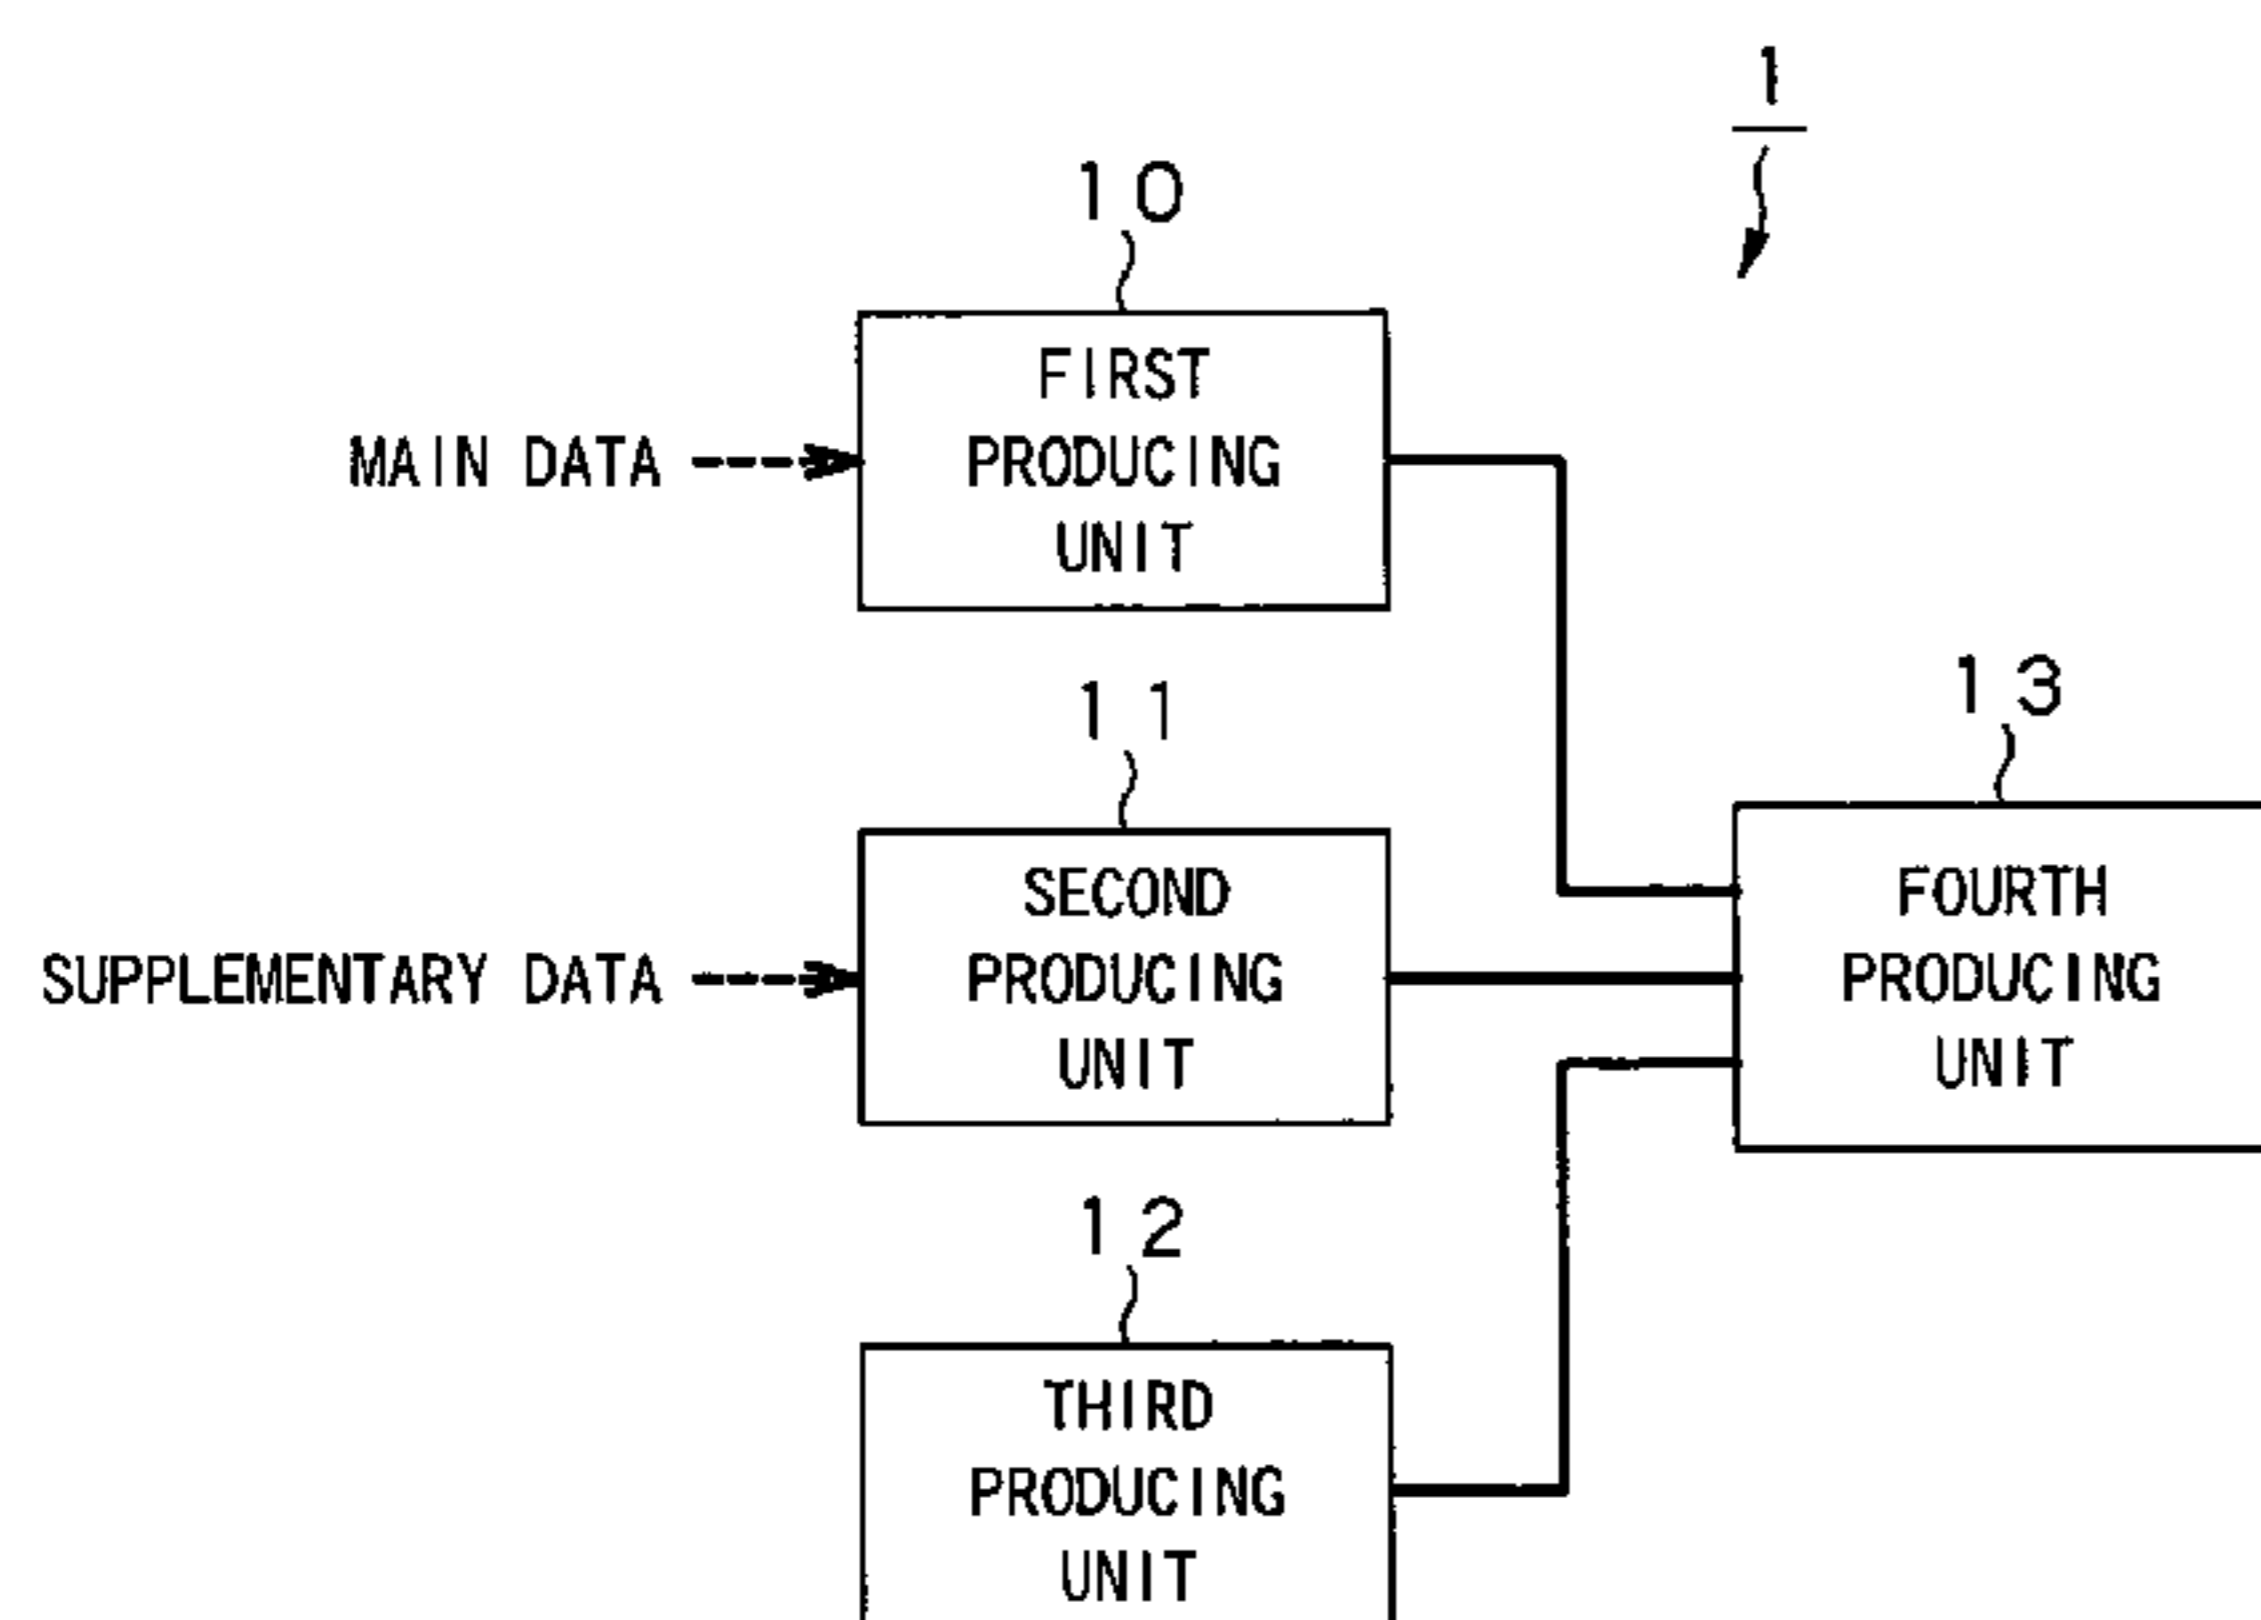 1
10
FIRST
MAIN DATA PRODUCING
UNIT
11
13
SECOND
SUPPLEMENTARY DATA PRODUCING
UNIT
FOURTH
PRODUCING
UNIT
12
THIRD
PRODUCING
UNIT